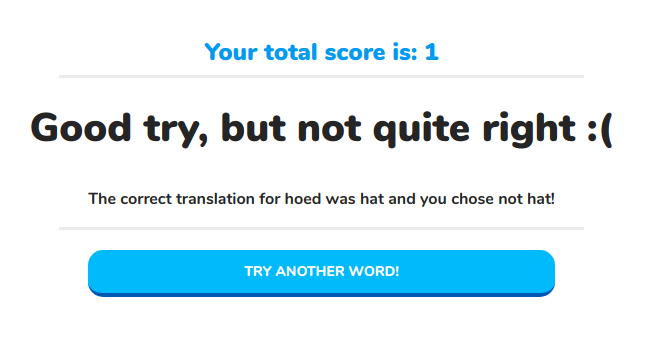 Your total score is: 1
Good try, but not quite right :(
The correct translation for hoed was hat and you chose not hat!
TRY ANOTHER WORD!